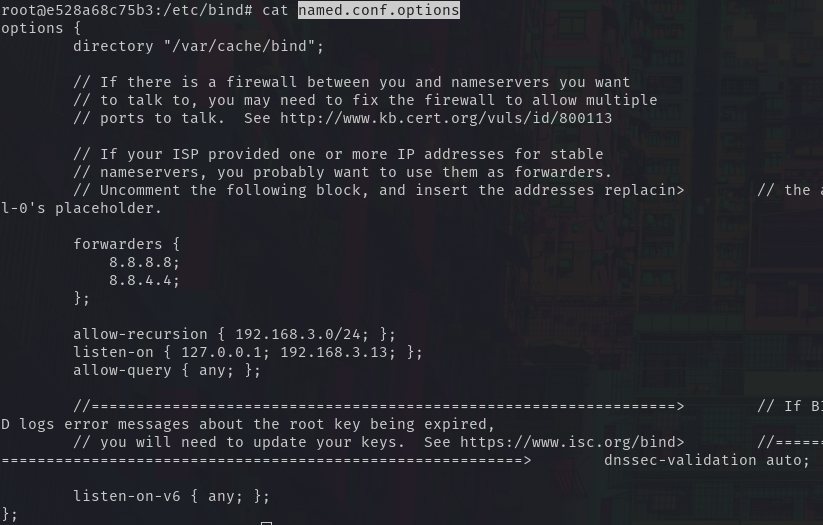 root@e528a68c75b3:/etc/bind# cat named.conf.options
options {
        directory "/var/cache/bind";

        // If there is a firewall between you and nameservers you want
        // to talk to, you may need to fix the firewall to allow multiple
        // ports to talk.  See http://www.kb.cert.org/vuls/id/800113

        // If your ISP provided one or more IP addresses for stable
        // nameservers, you probably want to use them as forwarders.
        // Uncomment the following block, and insert the addresses replacin>        // the a
l-0's placeholder.

        forwarders {
            8.8.8.8;
            8.8.4.4;
        };

        allow-recursion { 192.168.3.0/24; };
        listen-on { 127.0.0.1; 192.168.3.13; };
        allow-query { any; };

        //=================================================================>        // If BI
D logs error messages about the root key being expired,
        // you will need to update your keys.  See https://www.isc.org/bind>        //=====
==========================================================>        dnssec-validation auto;

        listen-on-v6 { any; };
};